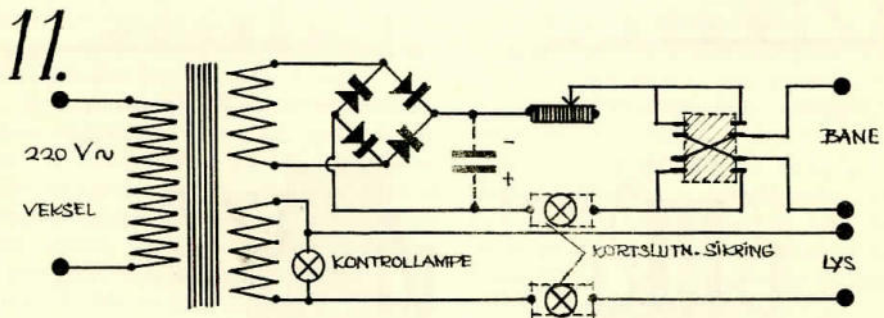 11.
220 V~
VEKSEL
-
+
BANE
KONTROLLAMPE
KORTSLUTN.-SIKRING
LYS